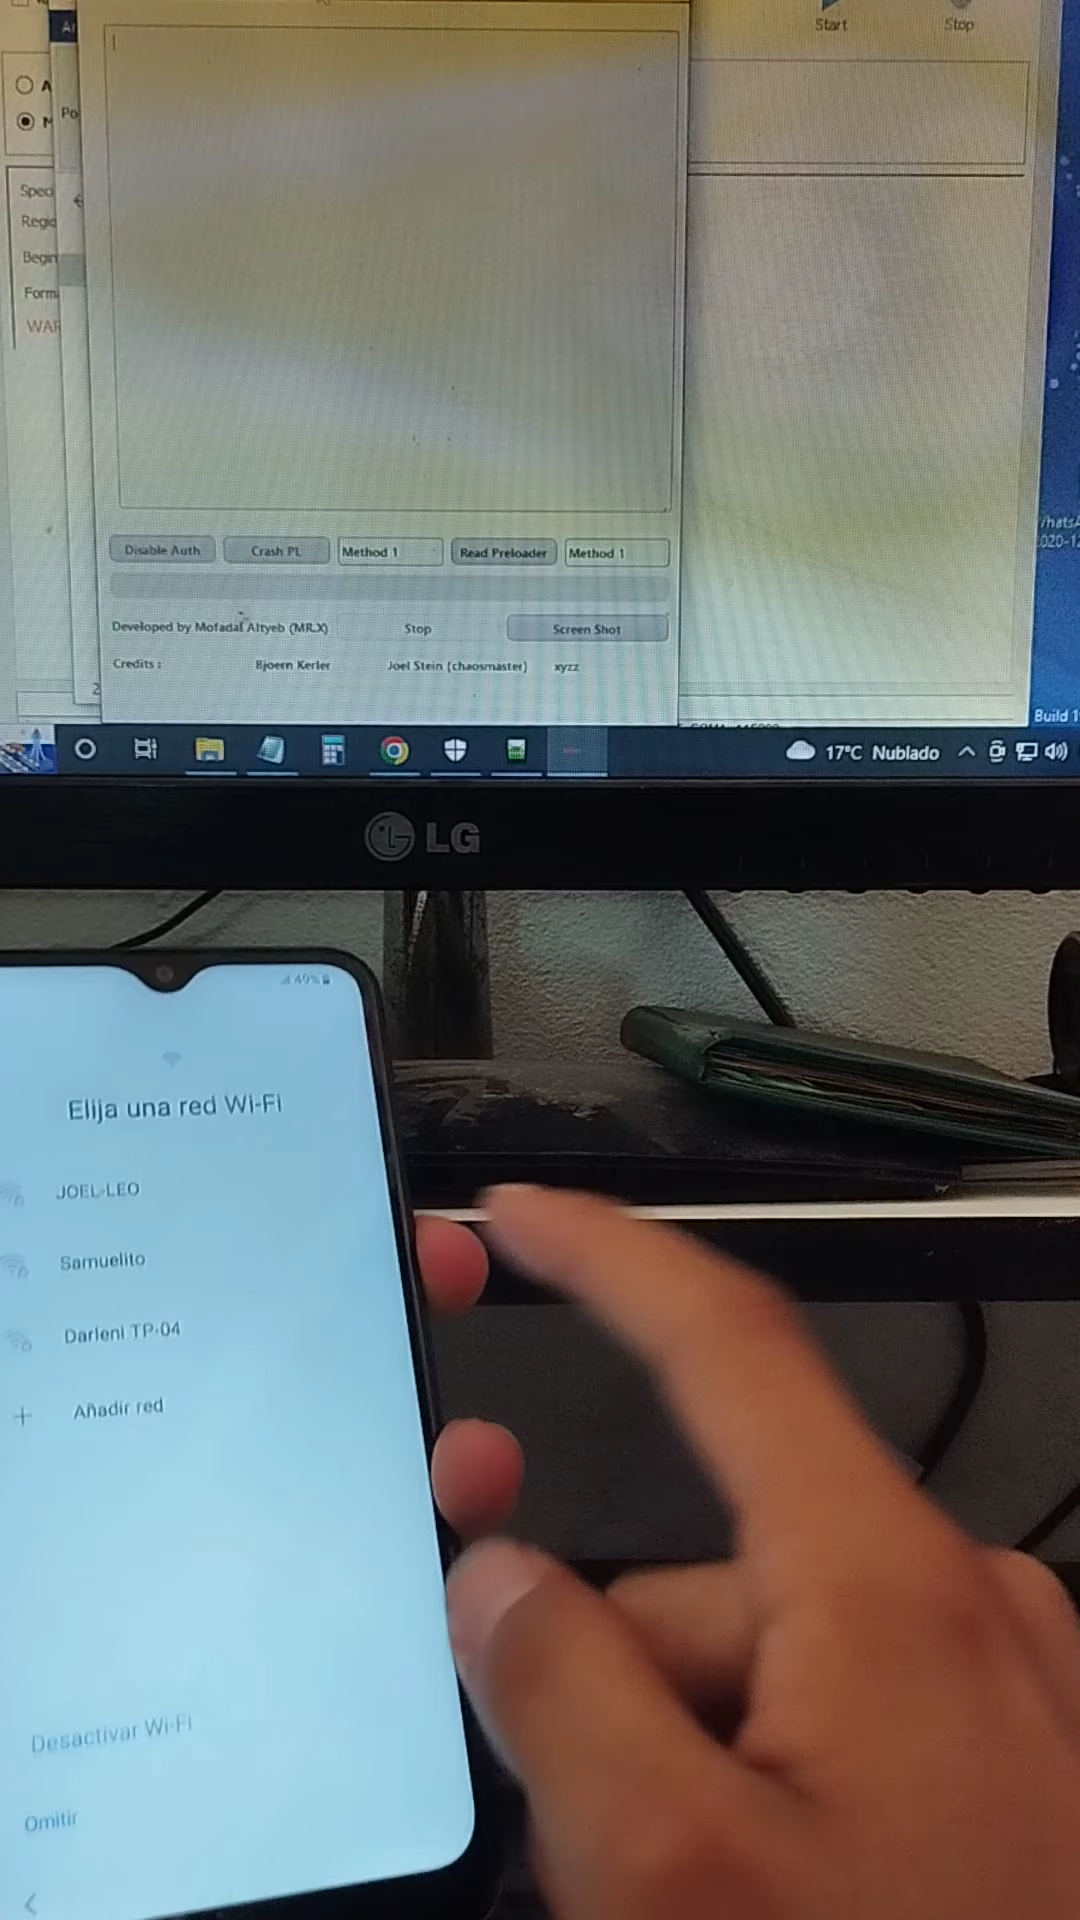 Start
Stop
Disable Auth
Crash PL
Method 1
Read Preloader
Method 1
Developed by Mofadal Altyeb (MR.X)
Stop
Screen Shot
Credits :
Bjoern Kerler
Joel Stein (chaosmaster)
xyzz
Build 1
17°C Nublado
LG
49%
Elija una red Wi-Fi
JOEL-LEO
Samuelito
Darleni TP-04
+ Añadir red
Desactivar Wi-Fi
Omitir